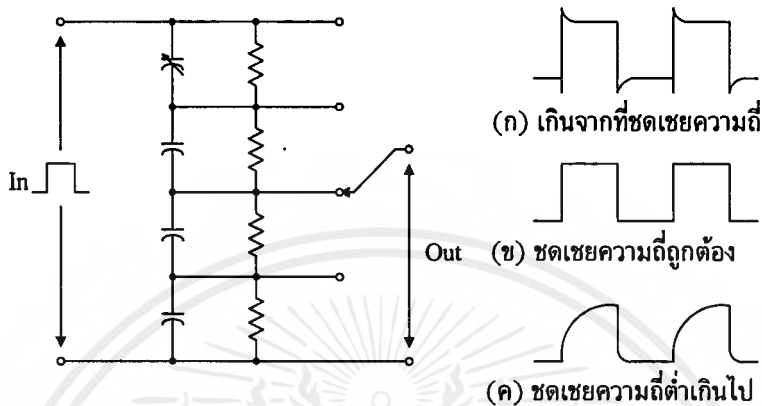 In
Out
(ก) เกินจากที่ชดเชยความถี่
(ข) ชดเชยความถี่ถูกต้อง
(ค) ชดเชยความถี่ต่ำเกินไป